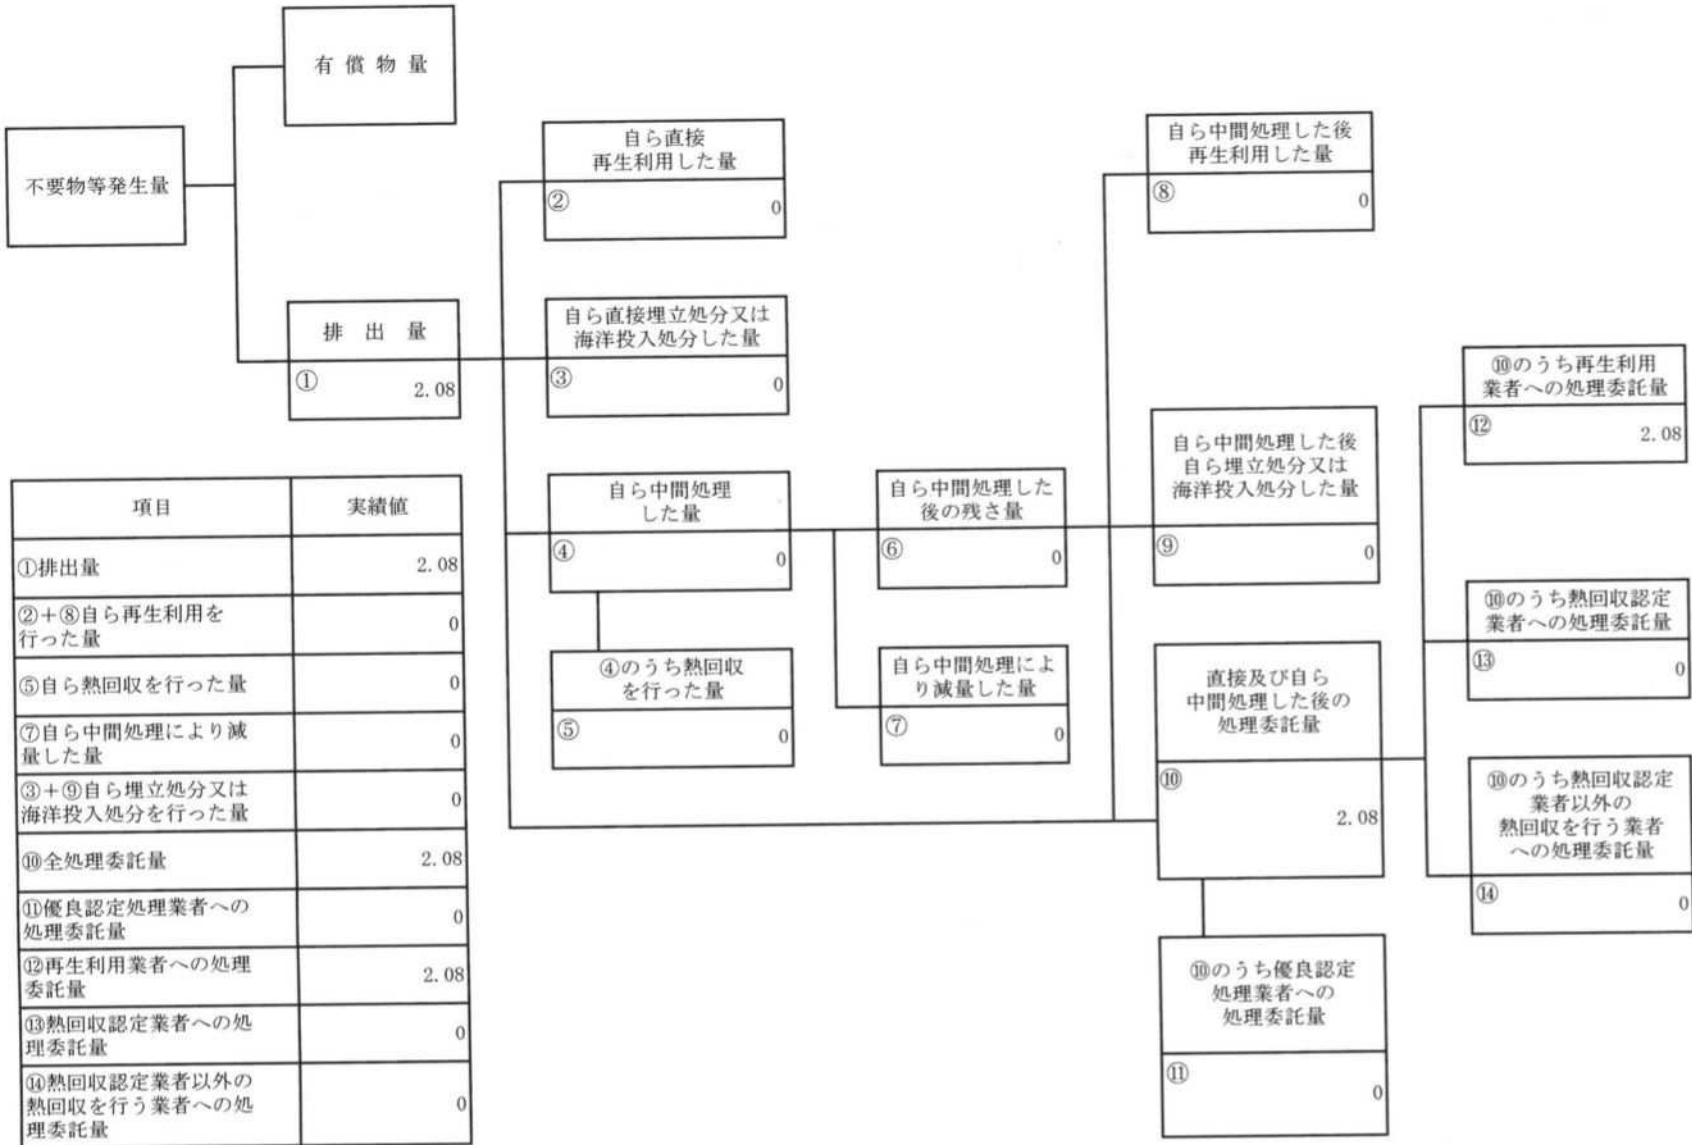 有償物量
不要物等発生量
排出量
① 2.08
自ら直接
再生利用した量
② 0
自ら直接埋立処分又は
海洋投入処分した量
③ 0
自ら中間処理
した量
④ 0
④のうち熱回収
を行った量
⑤ 0
自ら中間処理した
後の残さ量
⑥ 0
自ら中間処理によ
り減量した量
⑦ 0
自ら中間処理した後
再生利用した量
⑧ 0
自ら中間処理した後
自ら埋立処分又は
海洋投入処分した量
⑨ 0
直接及び自ら
中間処理した後の
処理委託量
⑩
2.08
⑩のうち優良認定
処理業者への
処理委託量
⑪
0
⑩のうち再生利用
業者への処理委託量
⑫ 2.08
⑩のうち熱回収認定
業者への処理委託量
⑬ 0
⑩のうち熱回収認定
業者以外の
熱回収を行う業者
への処理委託量
⑭ 0
項目 実績値
①排出量 2.08
②+⑧自ら再生利用を
行った量 0
⑤自ら熱回収を行った量 0
⑦自ら中間処理により減
量した量 0
③+⑨自ら埋立処分又は
海洋投入処分を行った量 0
⑩全処理委託量 2.08
⑪優良認定処理業者への
処理委託量 0
⑫再生利用業者への処理
委託量 2.08
⑬熱回収認定業者への処
理委託量 0
⑭熱回収認定業者以外の
熱回収を行う業者への処
理委託量 0